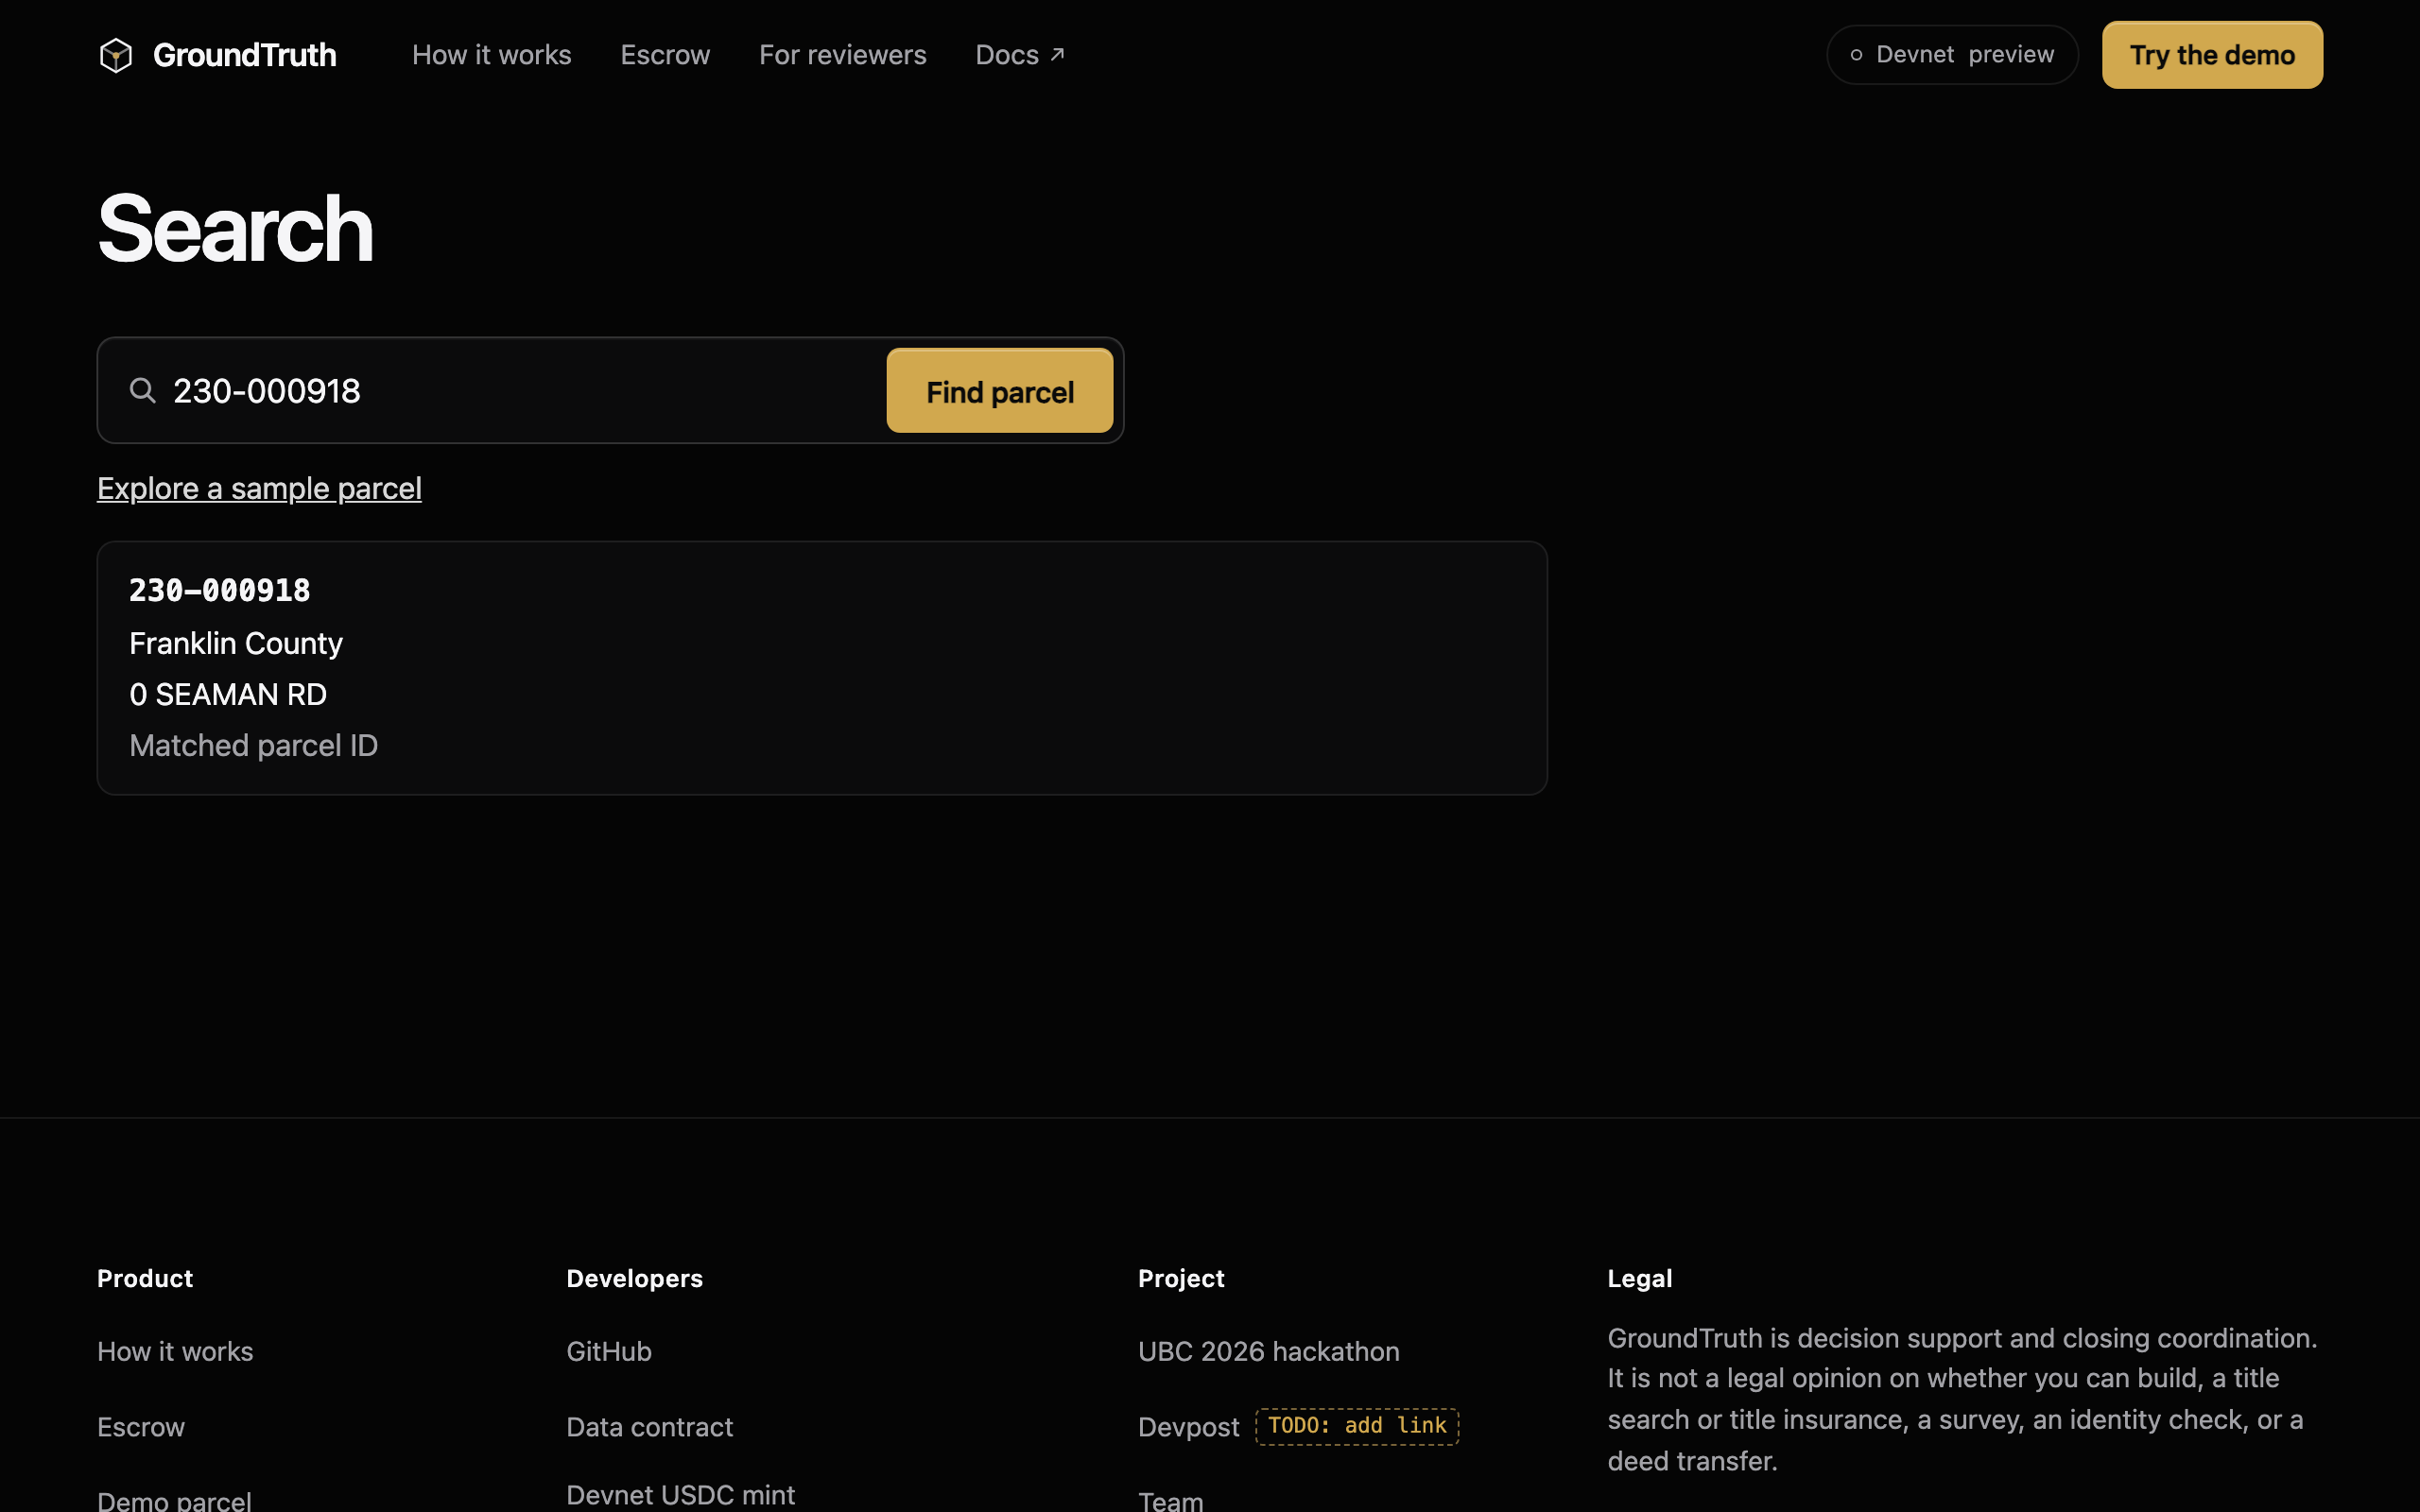 GroundTruth
How it works
Escrow
For reviewers
Docs ↗
Devnet preview
Try the demo
Search
230-000918
Find parcel
Explore a sample parcel
230-000918
Franklin County
0 SEAMAN RD
Matched parcel ID
Product
How it works
Escrow
Demo parcel
Developers
GitHub
Data contract
Devnet USDC mint
Project
UBC 2026 hackathon
Devpost TODO: add link
Team
Legal
GroundTruth is decision support and closing coordination.
It is not a legal opinion on whether you can build, a title
search or title insurance, a survey, an identity check, or a
deed transfer.